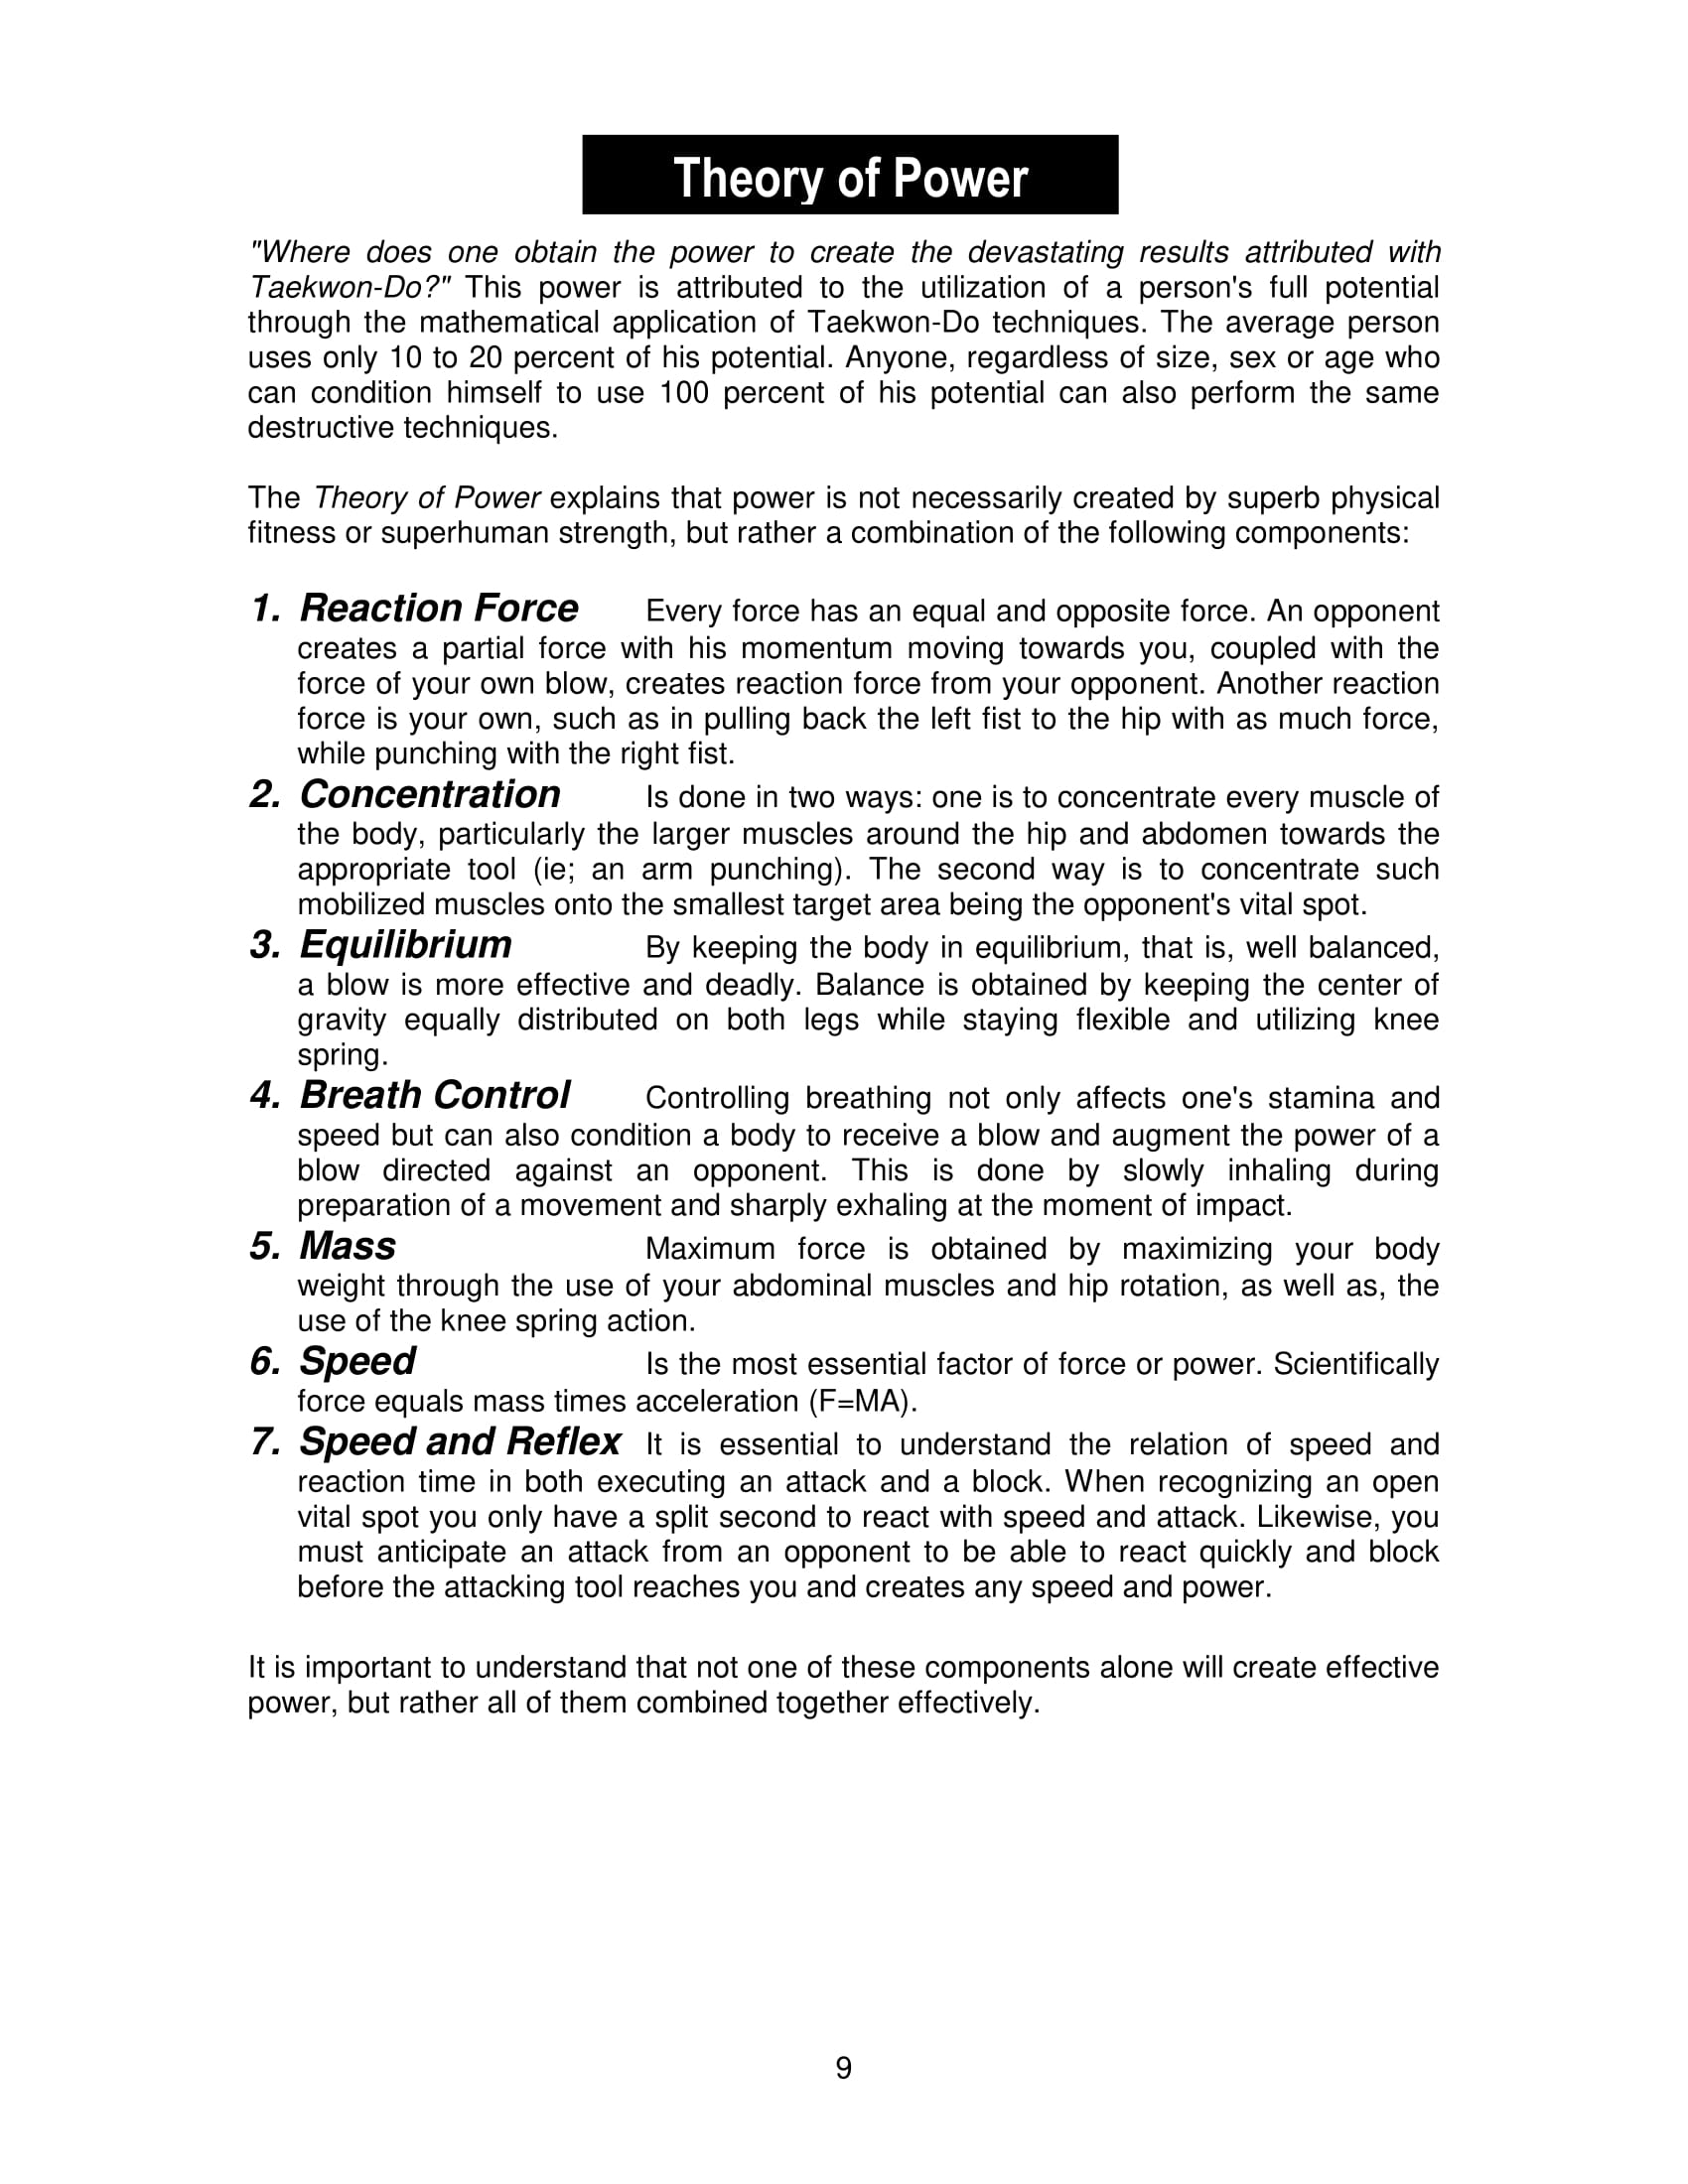 Theory of Power
"Where does one obtain the power to create the devastating results attributed with
Taekwon-Do?" This power is attributed to the utilization of a person's full potential
through the mathematical application of Taekwon-Do techniques. The average person
uses only 10 to 20 percent of his potential. Anyone, regardless of size, sex or age who
can condition himself to use 100 percent of his potential can also perform the same
destructive techniques.
The Theory of Power explains that power is not necessarily created by superb physical
fitness or superhuman strength, but rather a combination of the following components:
1. Reaction Force Every force has an equal and opposite force. An opponent
creates a partial force with his momentum moving towards you, coupled with the
force of your own blow, creates reaction force from your opponent. Another reaction
force is your own, such as in pulling back the left fist to the hip with as much force,
while punching with the right fist.
2. Concentration Is done in two ways: one is to concentrate every muscle of
the body, particularly the larger muscles around the hip and abdomen towards the
appropriate tool (ie; an arm punching). The second way is to concentrate such
mobilized muscles onto the smallest target area being the opponent's vital spot.
3. Equilibrium By keeping the body in equilibrium, that is, well balanced,
a blow is more effective and deadly. Balance is obtained by keeping the center of
gravity equally distributed on both legs while staying flexible and utilizing knee
spring.
4. Breath Control Controlling breathing not only affects one's stamina and
speed but can also condition a body to receive a blow and augment the power of a
blow directed against an opponent. This is done by slowly inhaling during
preparation of a movement and sharply exhaling at the moment of impact.
5. Mass Maximum force is obtained by maximizing your body
weight through the use of your abdominal muscles and hip rotation, as well as, the
use of the knee spring action.
6. Speed Is the most essential factor of force or power. Scientifically
force equals mass times acceleration (F=MA).
7. Speed and Reflex It is essential to understand the relation of speed and
reaction time in both executing an attack and a block. When recognizing an open
vital spot you only have a split second to react with speed and attack. Likewise, you
must anticipate an attack from an opponent to be able to react quickly and block
before the attacking tool reaches you and creates any speed and power.
It is important to understand that not one of these components alone will create effective
power, but rather all of them combined together effectively.
9